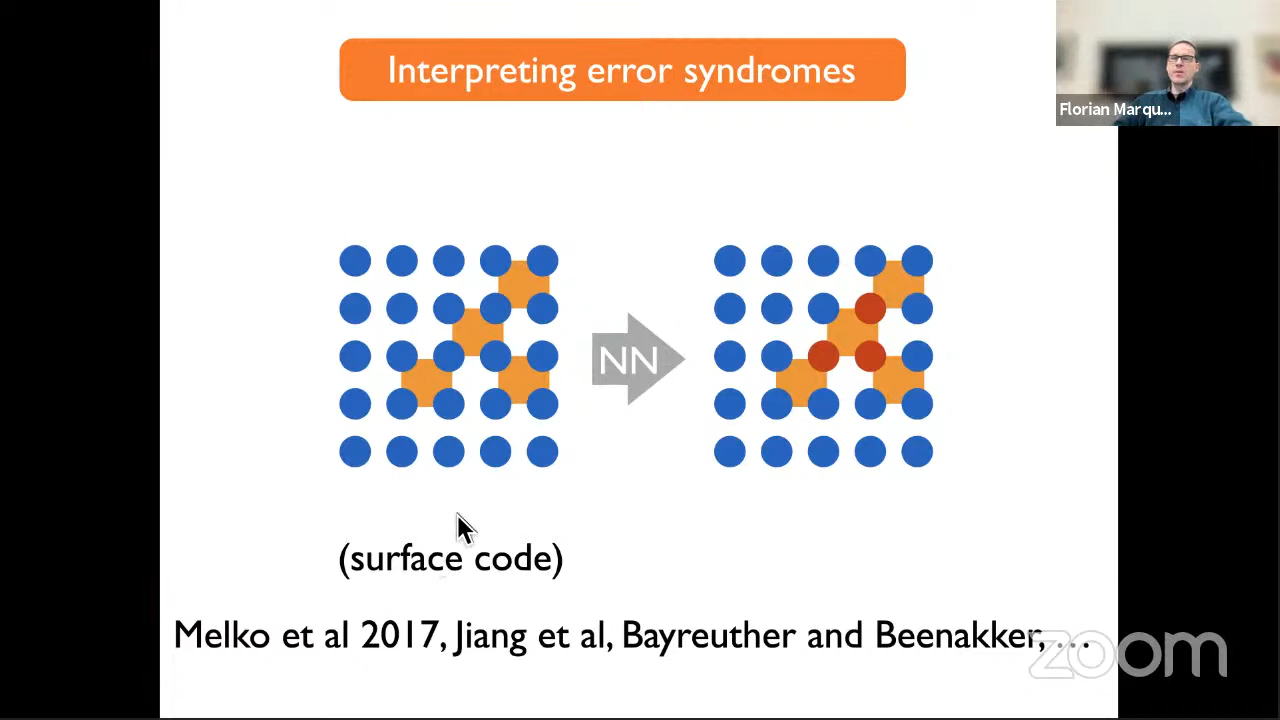 Interpreting error syndromes
Florian Marqu...
NN
(surface code)
Melko et al 2017, Jiang et al, Bayreuther and Beenakker, ...
zoom